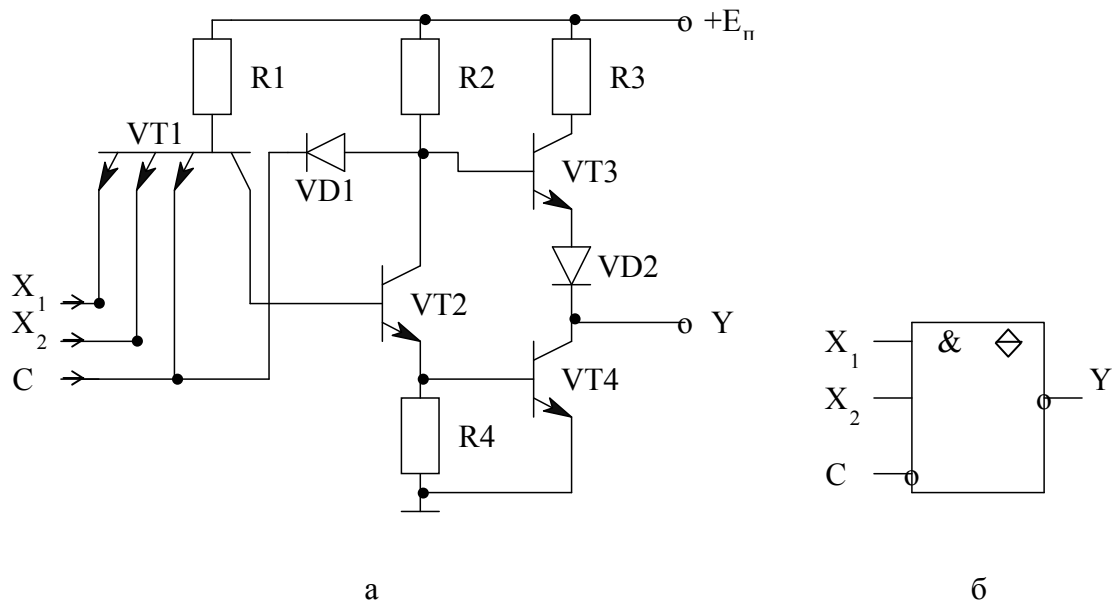 +Eп
R1
R2
R3
VT1
VD1
VT3
VD2
X1
X2
C
VT2
Y
VT4
R4
X1
X2
C
&
Y
а
б